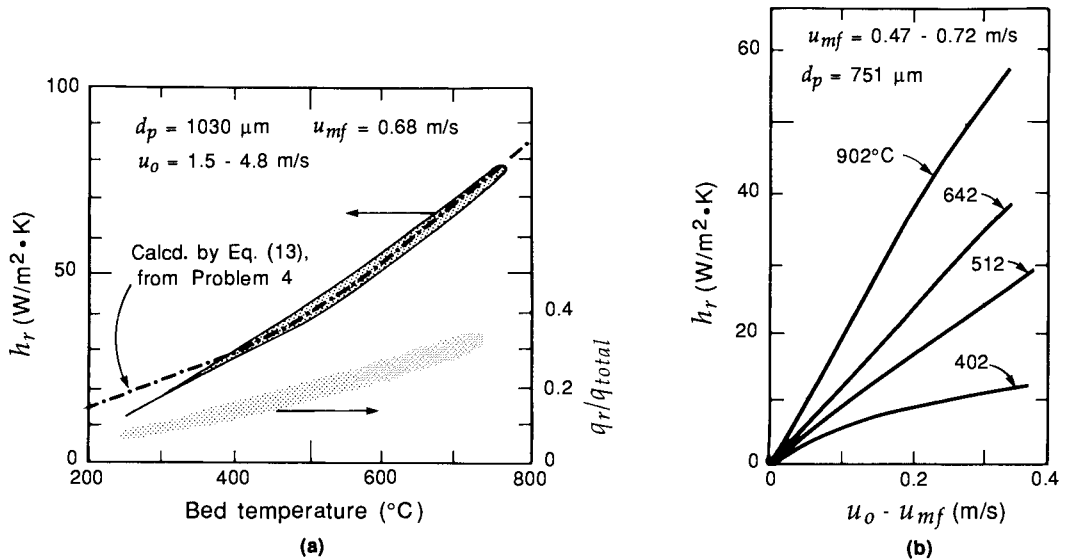 100
d_p = 1030 μm u_mf = 0.68 m/s
u_o = 1.5 - 4.8 m/s
h_r (W/m²•K)
Calcd. by Eq. (13),
from Problem 4
50
0
0.4
0.2
0
q_r/q_total
200 400 600 800
Bed temperature (°C)
(a)
60
u_mf = 0.47 - 0.72 m/s
d_p = 751 μm
902°C
642
512
402
40
20
0
h_r (W/m²•K)
0 0.2 0.4
u_o - u_mf (m/s)
(b)